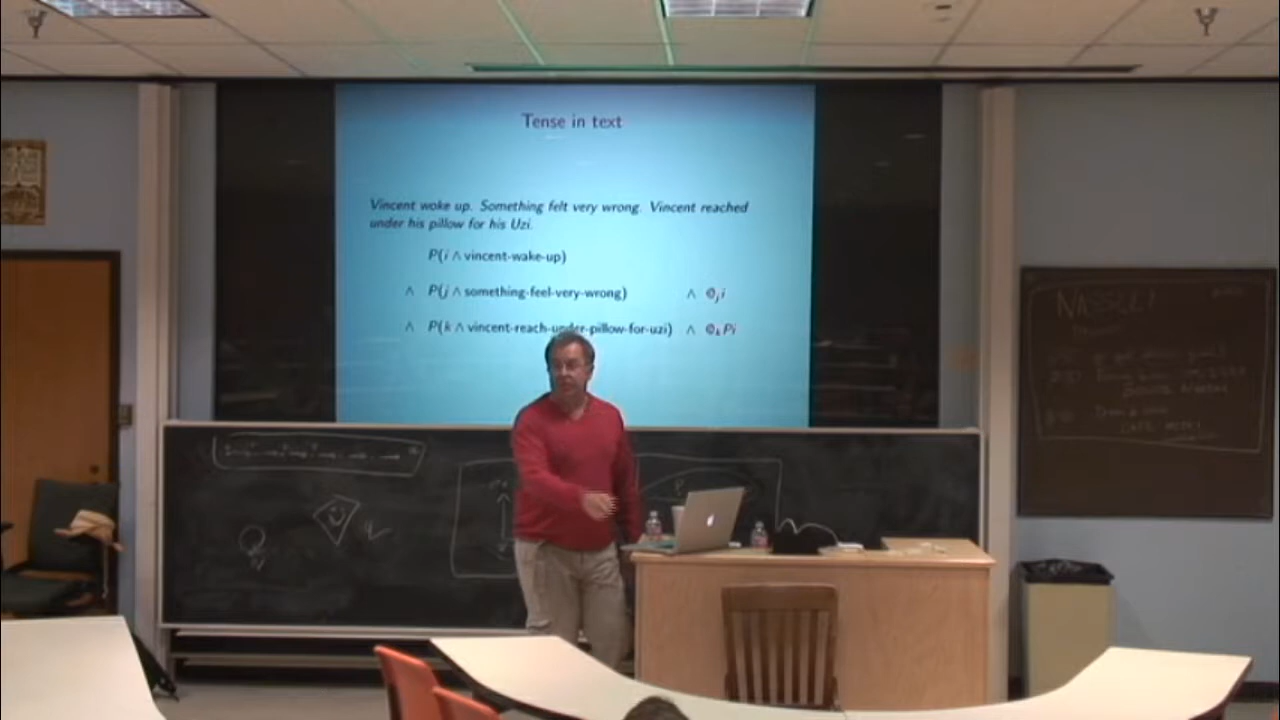 Tense in text
Vincent woke up. Something felt very wrong. Vincent reached
under his pillow for his Uzi.
P(i ∧ vincent-wake-up)
∧ P(j ∧ something-feel-very-wrong) ∧ @ⱼi
∧ P(k ∧ vincent-reach-under-pillow-for-uzi) ∧ @ₖPi
NASSLLI